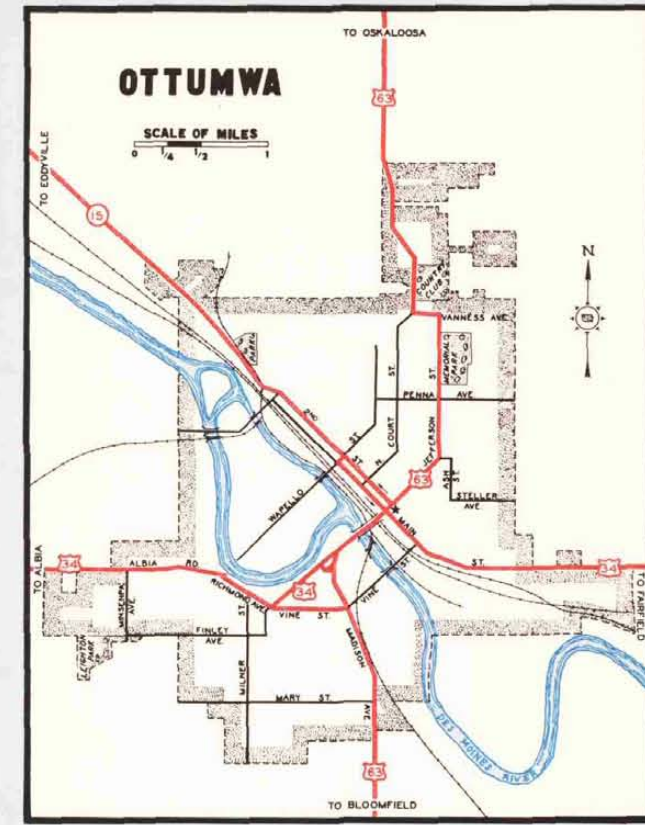 TO OSKALOOSA
OTTUMWA
63
SCALE OF MILES
0 1/4 1/2 1
TO EDDYVILLE
15
N
COUNTRY CLUB
VANNESS AVE.
PARK
MEMORIAL PARK
ST.
ST.
PENNA AVE
2ND
ST.
ST.
N
COURT
JEFFERSON
63
ASH ST.
STELLER AVE.
WAPELLO
MAIN
ST.
34
ALBIA RD
34
34
TO ALBIA
TO FAIRFIELD
RICHMOND AVE.
VINE ST.
VINE ST.
AVE.
ST.
FINLEY AVE.
LEIGHTON PARK
MILNER
MADISON
AVE
MARY ST.
DES MOINES RIVER
63
TO BLOOMFIELD